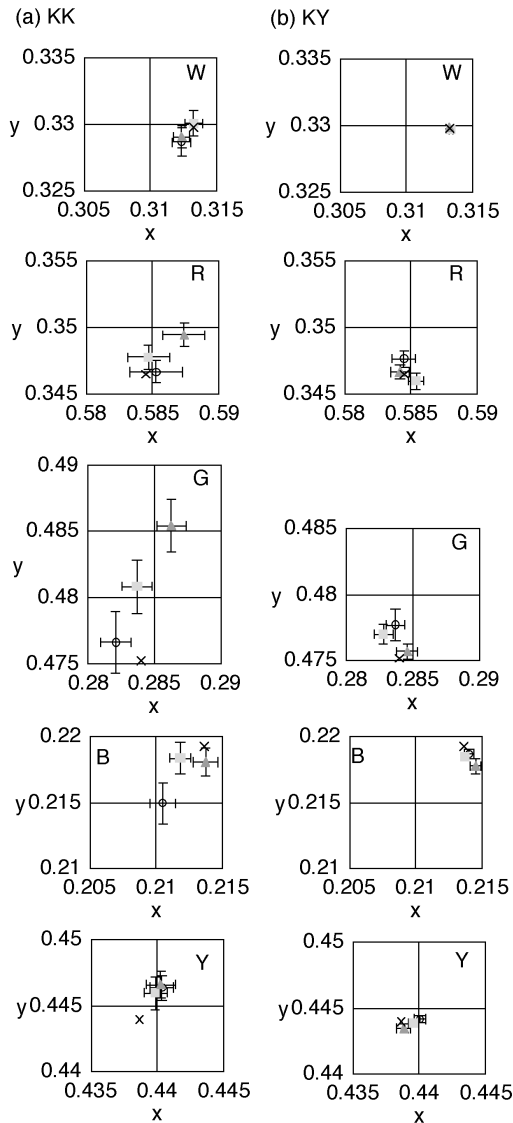 (a) KK
(b) KY
0.335
W
y
0.33
0.325
0.305
0.31
0.315
x
0.335
W
y
0.33
0.325
0.305
0.31
0.315
x
0.355
R
y
0.35
0.345
0.58
0.585
0.59
x
0.355
R
y
0.35
0.345
0.58
0.585
0.59
x
0.49
G
0.485
y
0.48
0.475
0.28
0.285
0.29
x
0.485
G
y
0.48
0.475
0.28
0.285
0.29
x
0.22
B
y
0.215
0.21
0.205
0.21
0.215
x
0.22
B
y
0.215
0.21
0.205
0.21
0.215
x
0.45
Y
y
0.445
0.44
0.435
0.44
0.445
x
0.45
Y
y
0.445
0.44
0.435
0.44
0.445
x